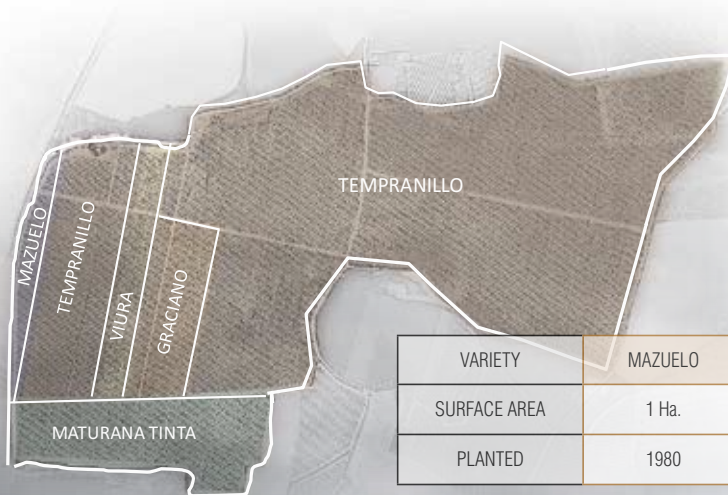 TEMPRANILLO
MAZUELO
TEMPRANILLO
VIURA
GRACIANO
MATURANA TINTA
VARIETY MAZUELO
SURFACE AREA 1 Ha.
PLANTED 1980